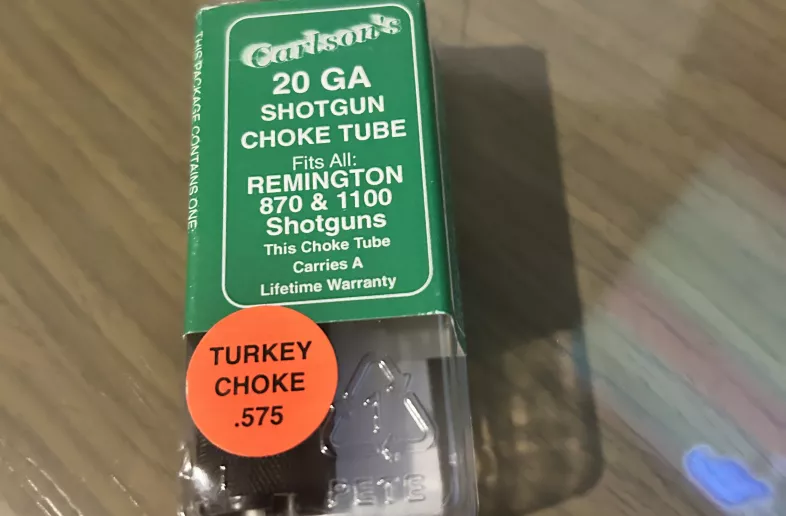 THIS PACKAGE CONTAINS ONE:
Carlson's
20 GA
SHOTGUN
CHOKE TUBE
Fits All:
REMINGTON
870 & 1100
Shotguns
This Choke Tube
Carries A
Lifetime Warranty
TURKEY
CHOKE
.575
1
PETE